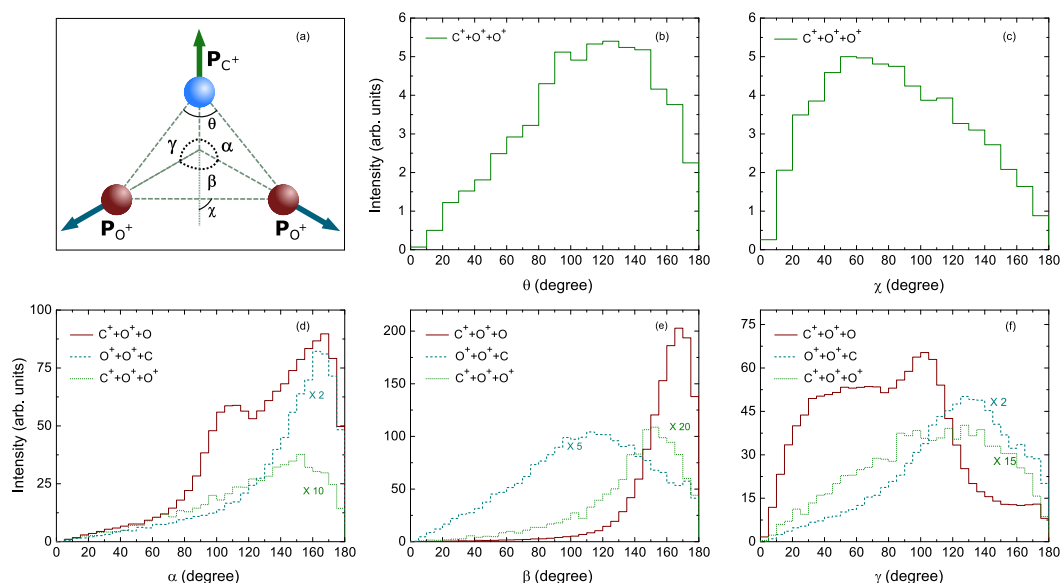 (a)
P_C⁺
θ
γ α
β
χ
P_O⁺ P_O⁺
Intensity (arb. units)
6
5
4
3
2
1
0
C⁺+O⁺+O⁺
(b)
0 20 40 60 80 100 120 140 160 180
θ (degree)
6
5
4
3
2
1
0
C⁺+O⁺+O⁺
(c)
0 20 40 60 80 100 120 140 160 180
χ (degree)
Intensity (arb. units)
100
75
50
25
0
C⁺+O⁺+O
O⁺+O⁺+C
C⁺+O⁺+O⁺
(d)
X 2
X 10
0 20 40 60 80 100 120 140 160 180
α (degree)
200
150
100
50
0
C⁺+O⁺+O
O⁺+O⁺+C
C⁺+O⁺+O⁺
(e)
X 5
X 20
0 20 40 60 80 100 120 140 160 180
β (degree)
75
60
45
30
15
0
C⁺+O⁺+O
O⁺+O⁺+C
C⁺+O⁺+O⁺
(f)
X 2
X 15
0 20 40 60 80 100 120 140 160 180
γ (degree)